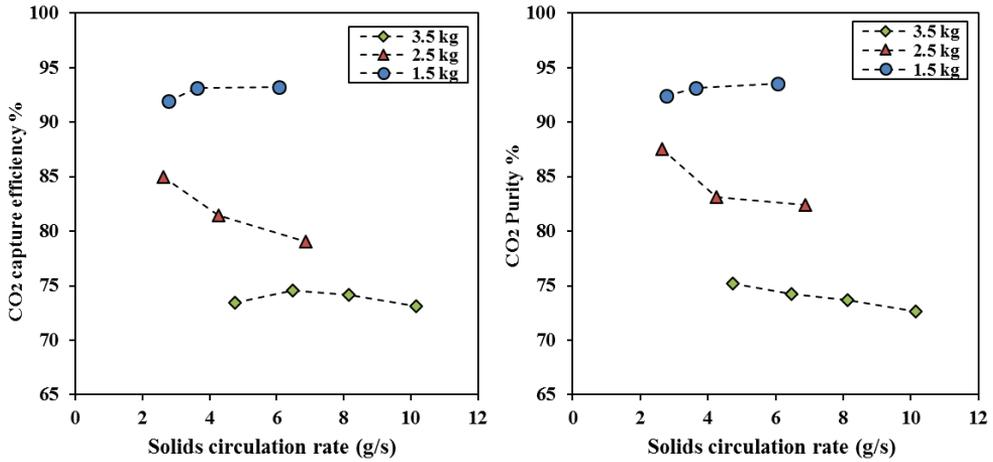 100
95
90
85
80
75
70
65
0 2 4 6 8 10 12
CO2 capture efficiency %
Solids circulation rate (g/s)
3.5 kg
2.5 kg
1.5 kg
100
95
90
85
80
75
70
65
0 2 4 6 8 10 12
CO2 Purity %
Solids circulation rate (g/s)
3.5 kg
2.5 kg
1.5 kg